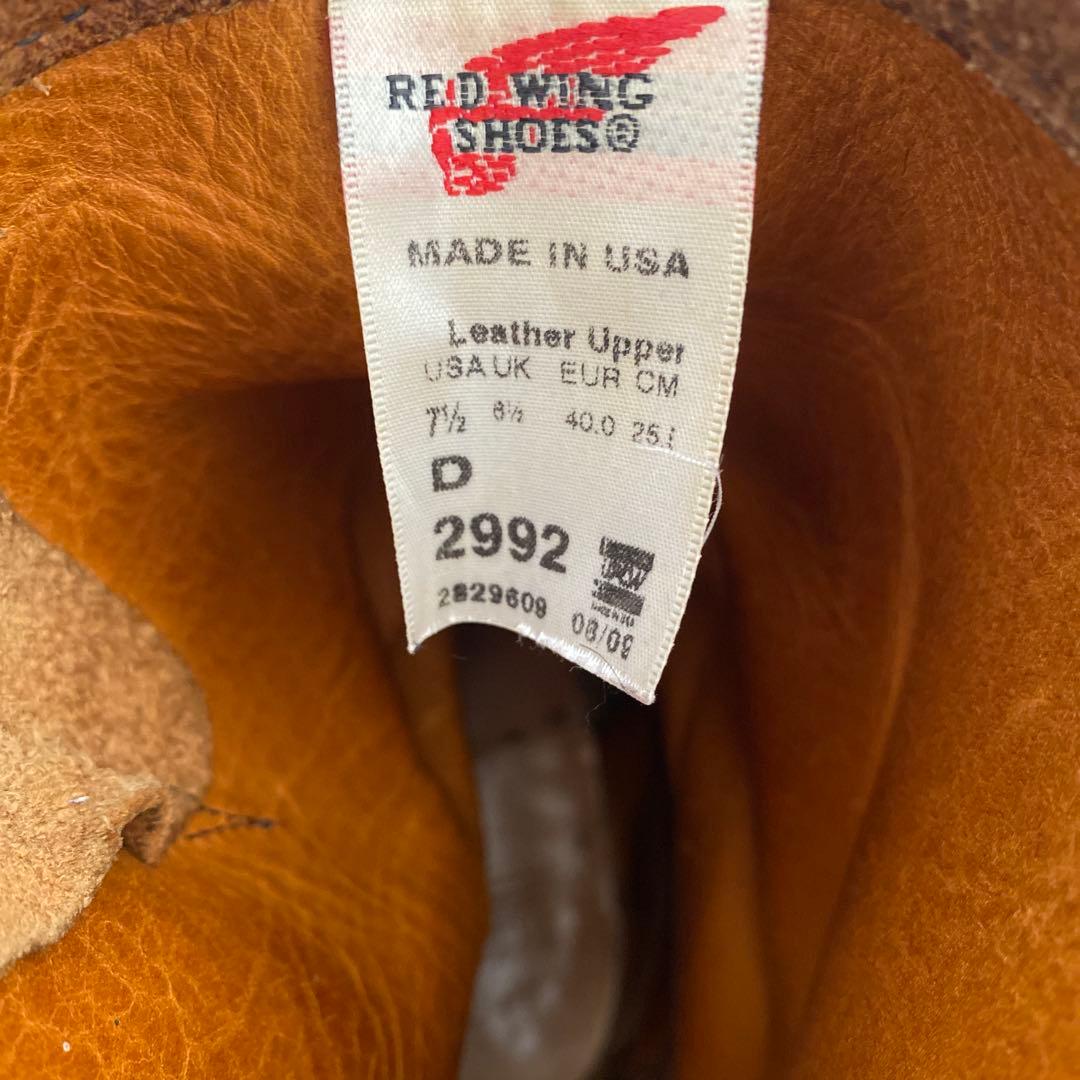 RED WING
SHOES®
MADE IN USA
Leather Upper
USA UK EUR CM
7½ 6½ 40.0 25.
D
2992
2829609 08/09